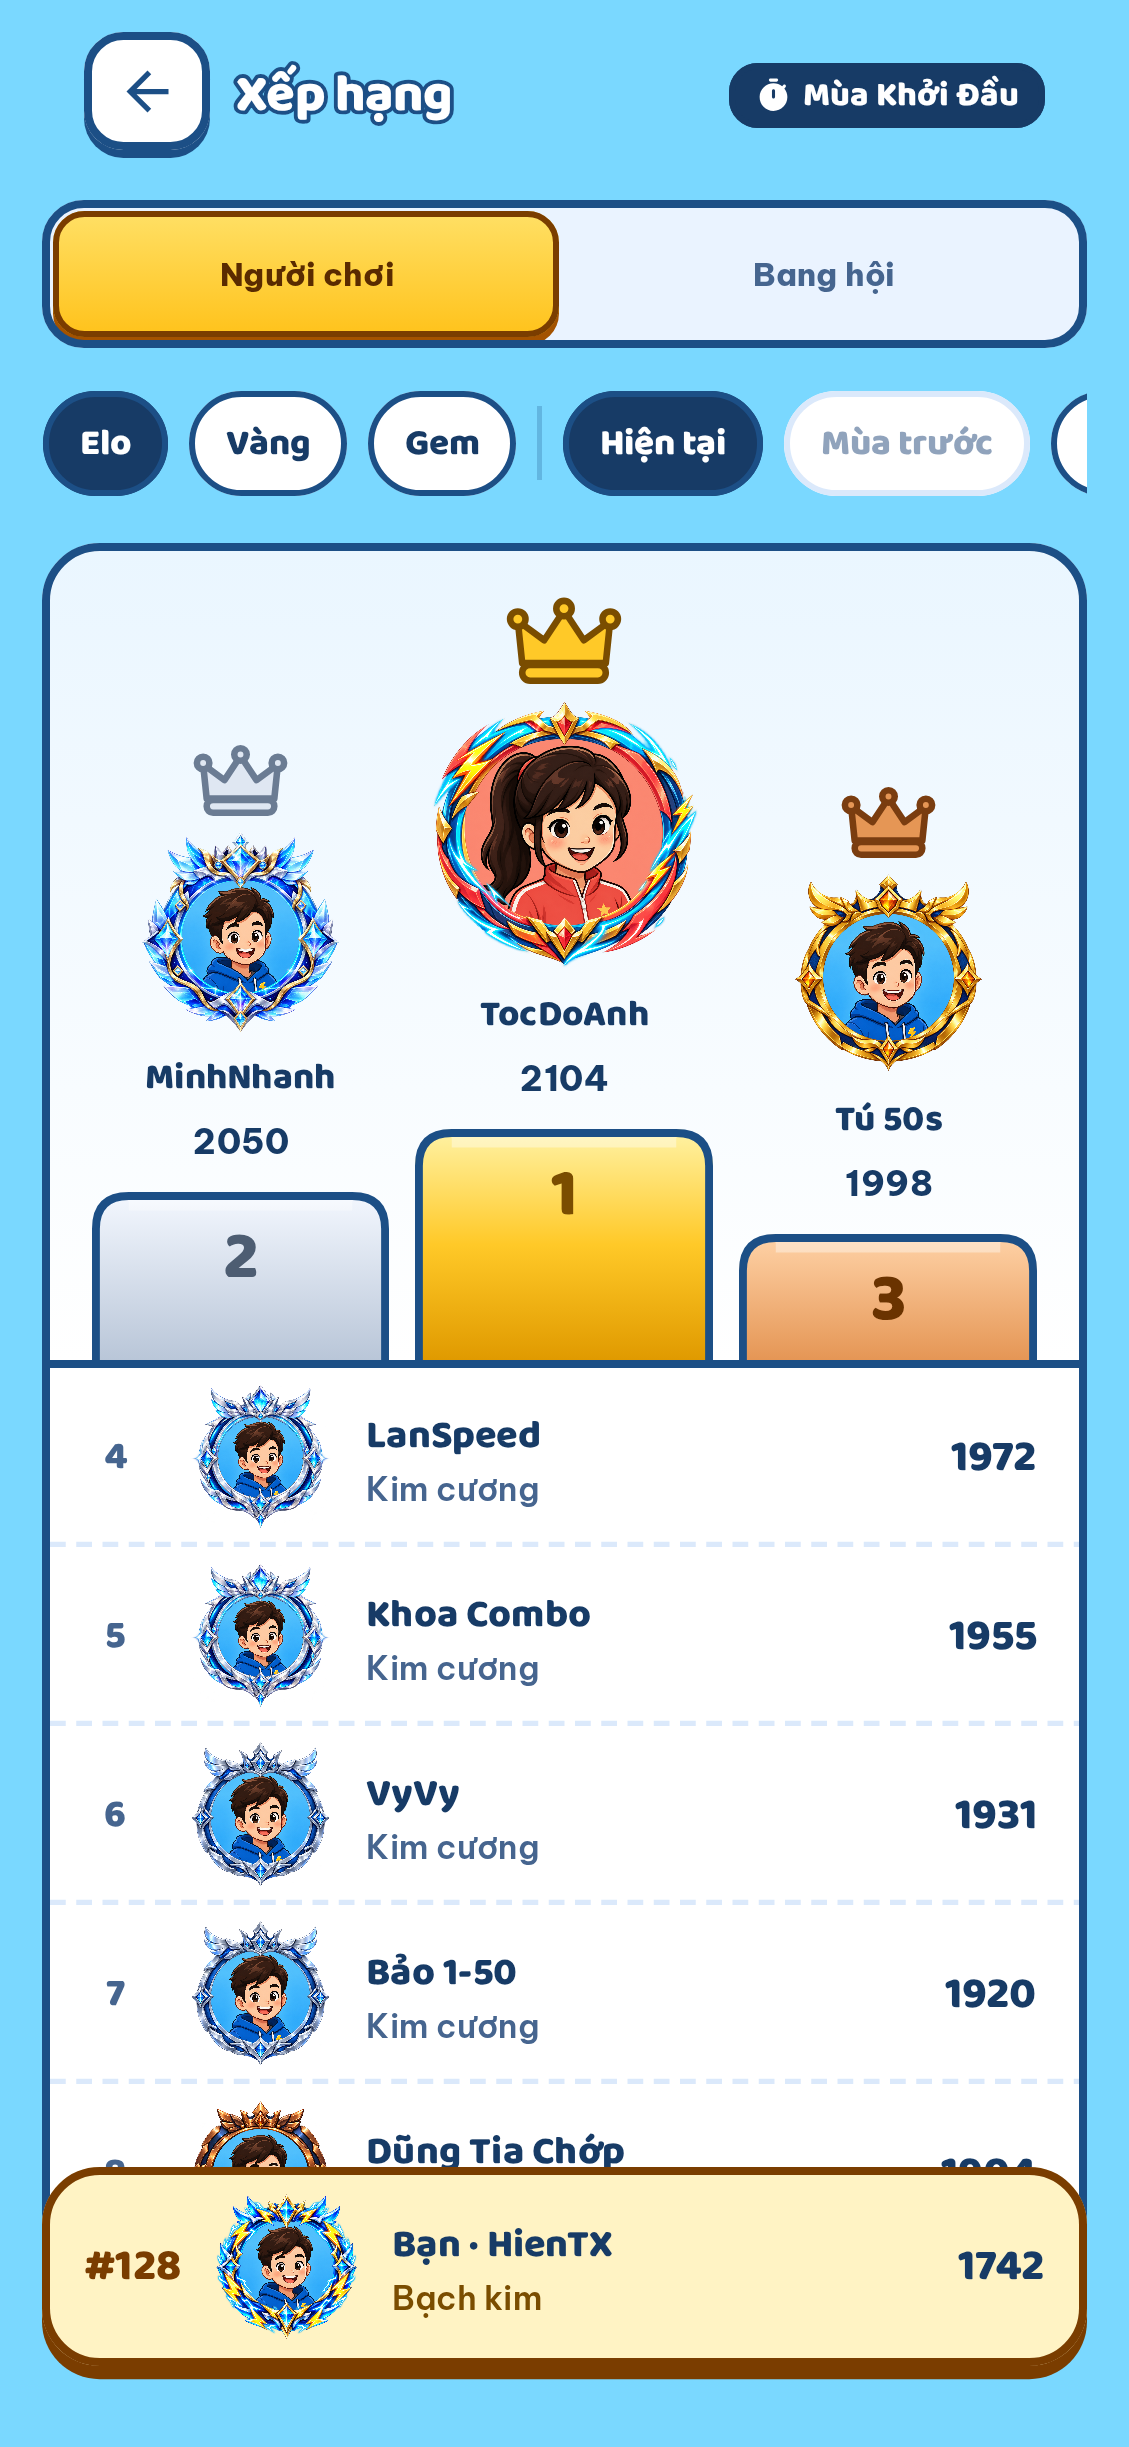 Xếp hạng
Mùa Khởi Đầu
Người chơi
Bang hội
Elo
Vàng
Gem
Hiện tại
Mùa trước
TocDoAnh
2104
MinhNhanh
2050
Tú 50s
1998
1
2
3
4
LanSpeed
Kim cương
1972
5
Khoa Combo
Kim cương
1955
6
VyVy
Kim cương
1931
7
Bảo 1-50
Kim cương
1920
Dũng Tia Chớp
#128
Bạn · HienTX
Bạch kim
1742